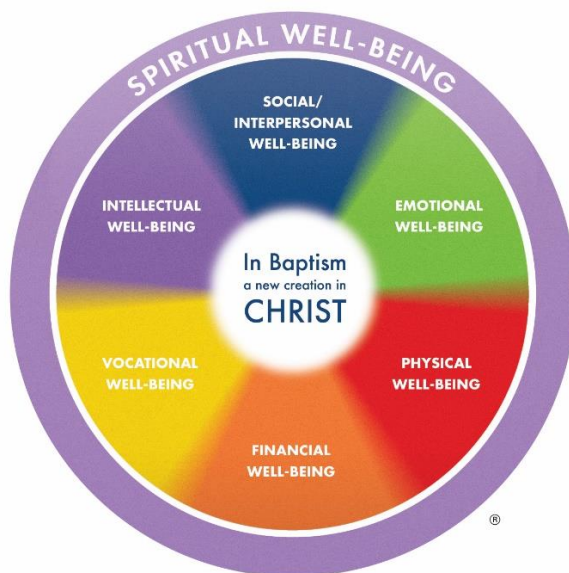 SPIRITUAL WELL-BEING
SOCIAL/
INTERPERSONAL
WELL-BEING
EMOTIONAL
WELL-BEING
PHYSICAL
WELL-BEING
FINANCIAL
WELL-BEING
VOCATIONAL
WELL-BEING
INTELLECTUAL
WELL-BEING
In Baptism
a new creation in
CHRIST
®